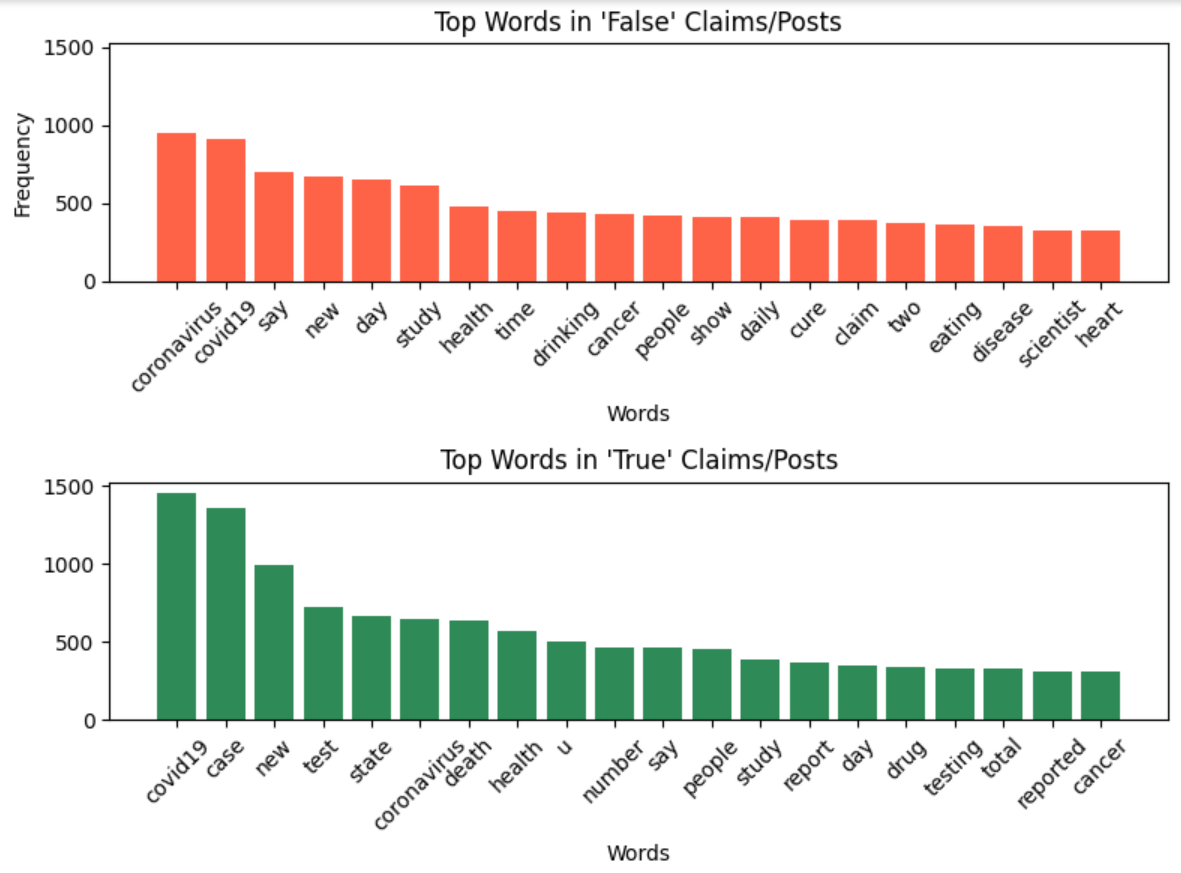 Top Words in 'False' Claims/Posts
1500
1000
500
0
Frequency
coronavirus
covid19
say
new
day
study
health
time
drinking
cancer
people
show
daily
cure
claim
two
eating
disease
scientist
heart
Words
Top Words in 'True' Claims/Posts
1500
1000
500
0
covid19
case
new
test
state
coronavirus
death
health
u
number
say
people
study
report
day
drug
testing
total
reported
cancer
Words